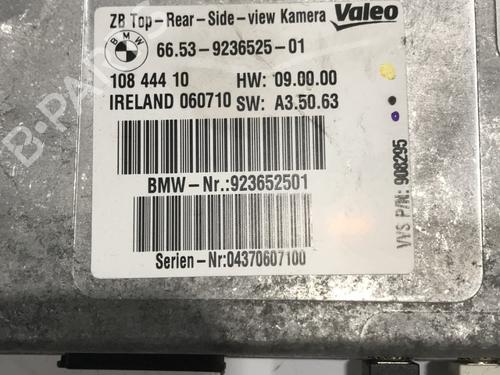 ZB Top-Rear-Side-view Kamera Valeo
BMW 66.53-9236525-01
108 444 10 HW: 09.00.00
IRELAND 060710 SW: A3.50.63
BMW-Nr.:923652501
Serien-Nr:04370607100
VVS P/N: 908295
B-PARTS